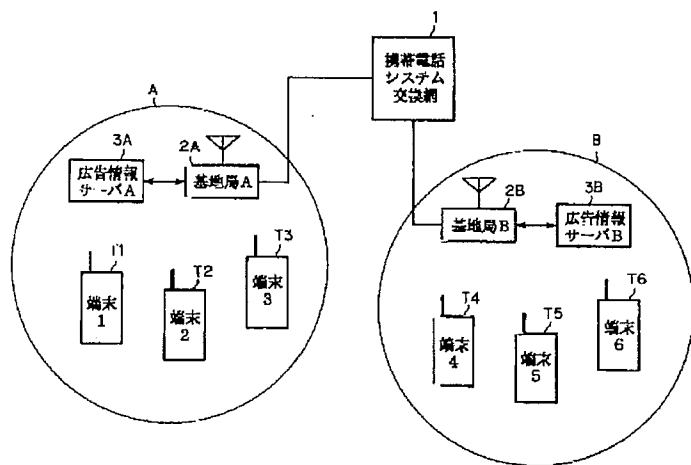 1
携帯電話
システム
交換網
A
3A
広告情報
サーバA
2A
基地局A
T1
端末
1
T2
端末
2
T3
端末
3
B
2B
基地局B
3B
広告情報
サーバB
T4
端末
4
T5
端末
5
T6
端末
6